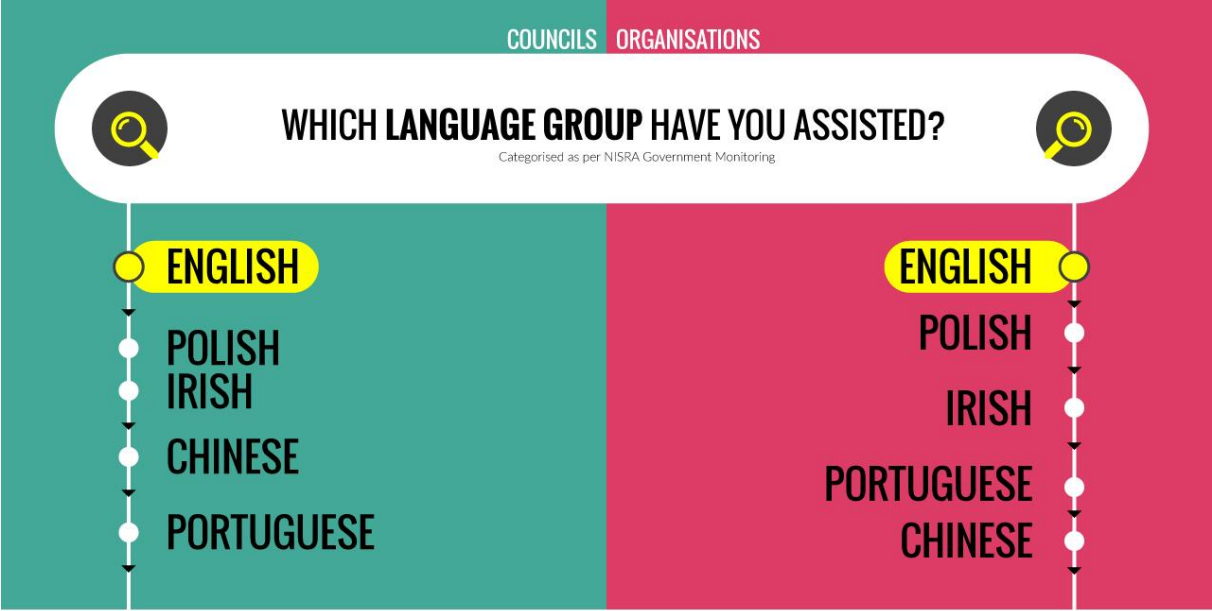 COUNCILS ORGANISATIONS
WHICH LANGUAGE GROUP HAVE YOU ASSISTED?
Categorised as per NISRA Government Monitoring
ENGLISH
POLISH
IRISH
CHINESE
PORTUGUESE
ENGLISH
POLISH
IRISH
PORTUGUESE
CHINESE